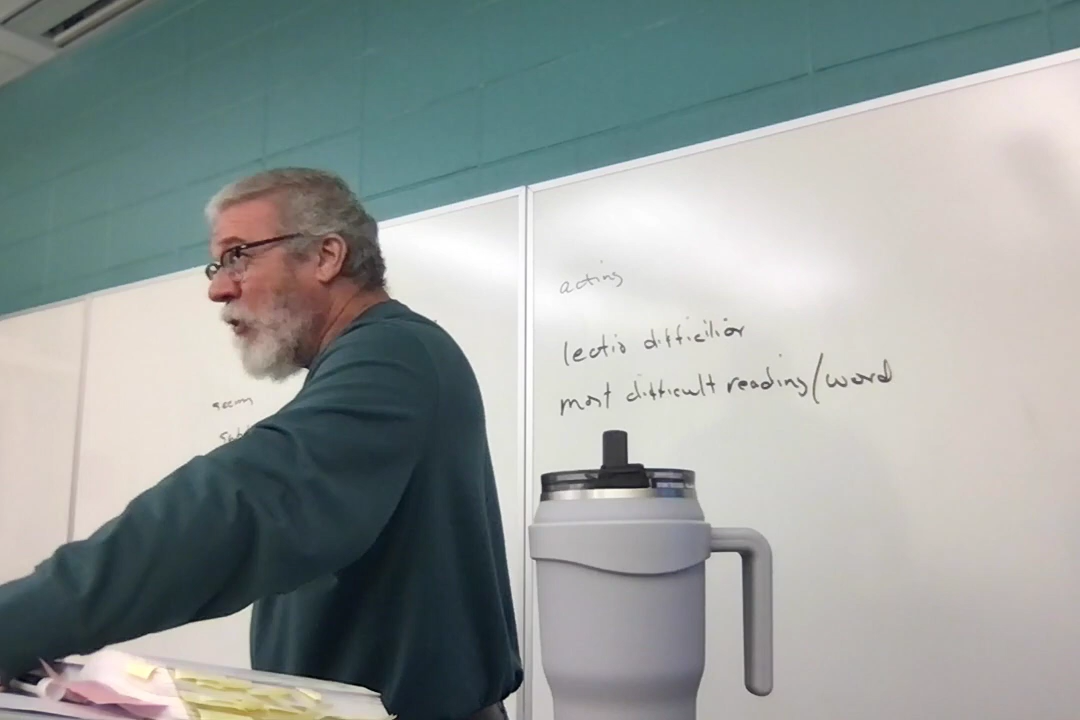 acting
lectio difficilior
most difficult reading/word